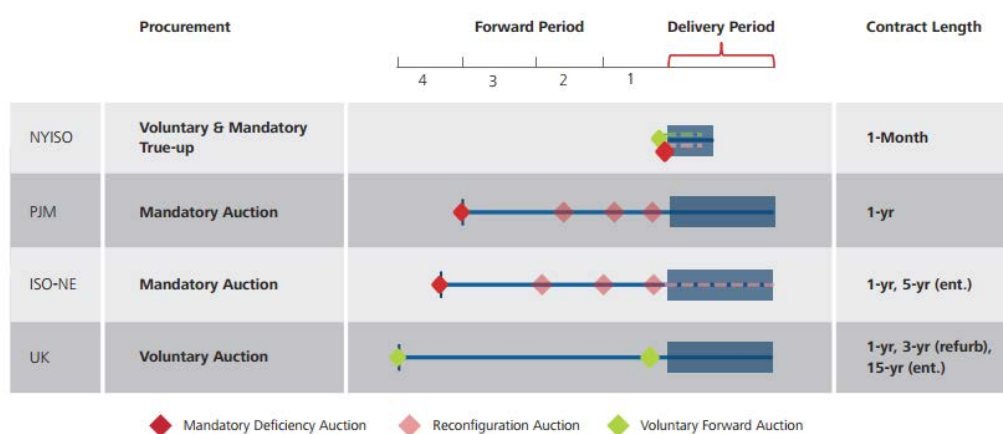 Procurement Forward Period Delivery Period Contract Length
4 3 2 1
NYISO Voluntary & Mandatory True-up 1-Month
PJM Mandatory Auction 1-yr
ISO-NE Mandatory Auction 1-yr, 5-yr (ent.)
UK Voluntary Auction 1-yr, 3-yr (refurb), 15-yr (ent.)
Mandatory Deficiency Auction Reconfiguration Auction Voluntary Forward Auction